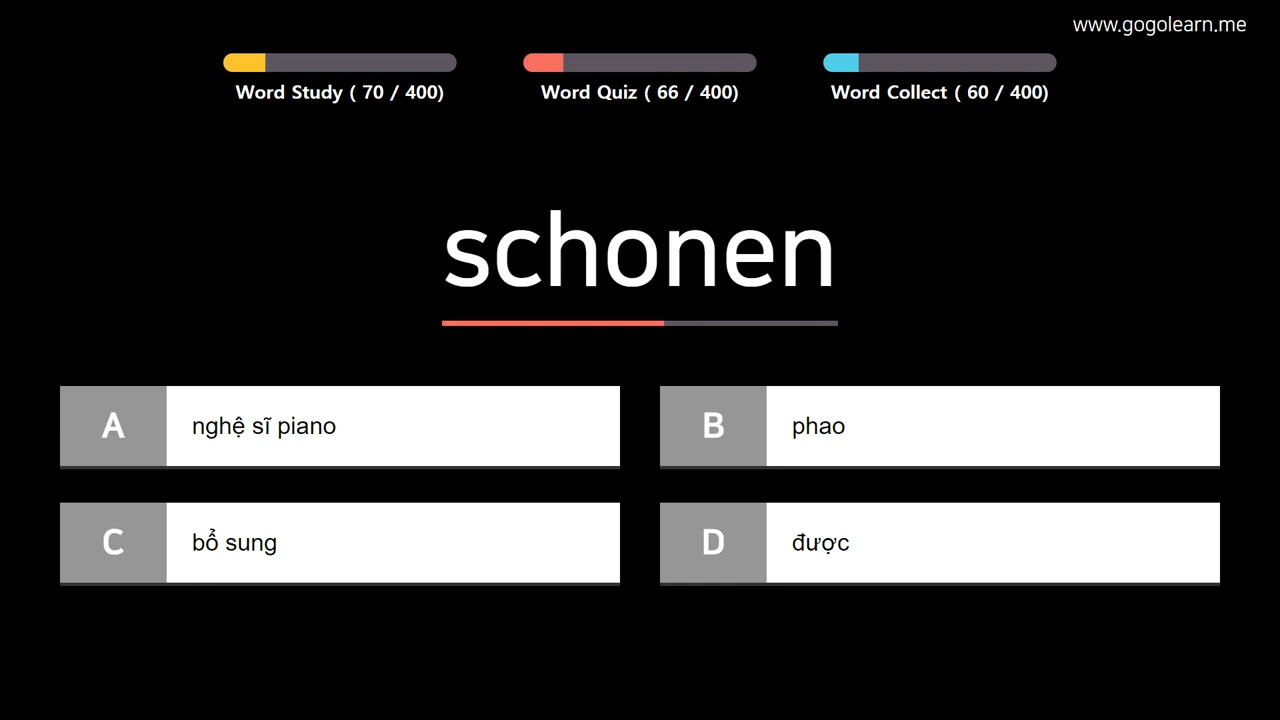 www.gogolearn.me
Word Study ( 70 / 400)
Word Quiz ( 66 / 400)
Word Collect ( 60 / 400)
schonen
A
nghệ sĩ piano
B
phao
C
bổ sung
D
được